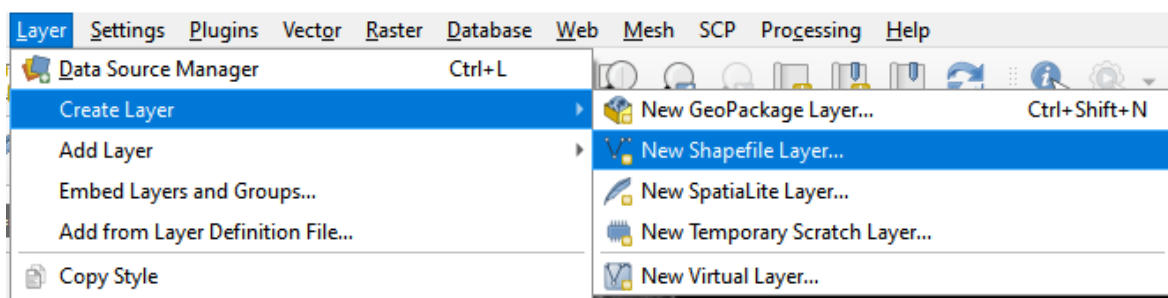 Layer Settings Plugins Vector Raster Database Web Mesh SCP Processing Help
Data Source Manager Ctrl+L
Create Layer
Add Layer
Embed Layers and Groups...
Add from Layer Definition File...
Copy Style
New GeoPackage Layer... Ctrl+Shift+N
New Shapefile Layer...
New SpatiaLite Layer...
New Temporary Scratch Layer...
New Virtual Layer...